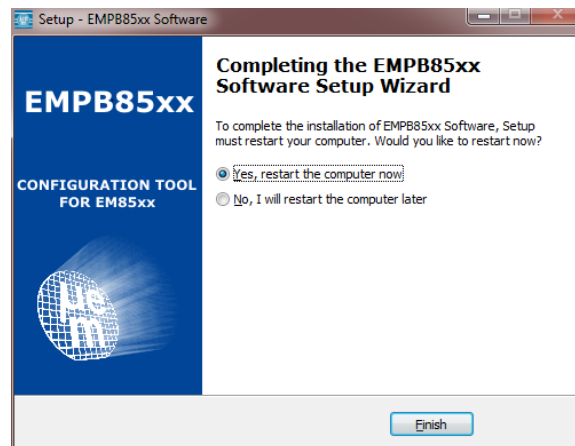 Setup - EMPB85xx Software
EMPB85xx
CONFIGURATION TOOL
FOR EM85xx
μe
m
Completing the EMPB85xx
Software Setup Wizard
To complete the installation of EMPB85xx Software, Setup
must restart your computer. Would you like to restart now?
Yes, restart the computer now
No, I will restart the computer later
Finish